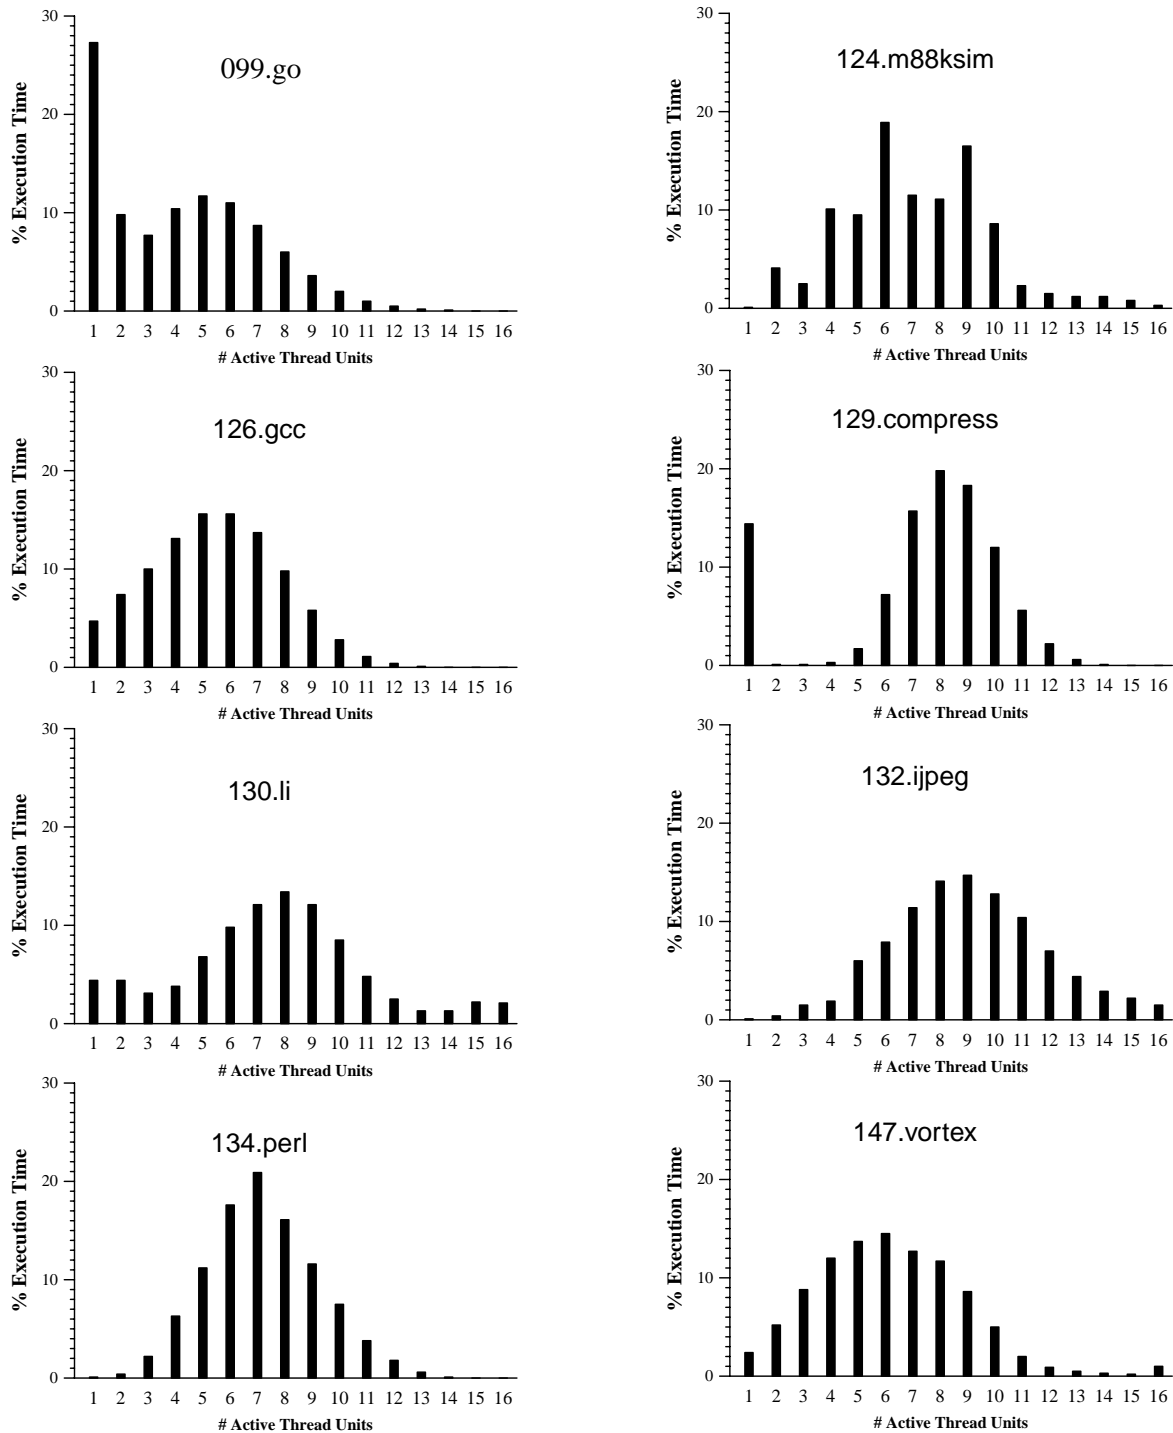 099.go
% Execution Time
30
20
10
0
1 2 3 4 5 6 7 8 9 10 11 12 13 14 15 16
# Active Thread Units
124.m88ksim
% Execution Time
30
20
10
0
1 2 3 4 5 6 7 8 9 10 11 12 13 14 15 16
# Active Thread Units
126.gcc
% Execution Time
30
20
10
0
1 2 3 4 5 6 7 8 9 10 11 12 13 14 15 16
# Active Thread Units
129.compress
% Execution Time
30
20
10
0
1 2 3 4 5 6 7 8 9 10 11 12 13 14 15 16
# Active Thread Units
130.li
% Execution Time
30
20
10
0
1 2 3 4 5 6 7 8 9 10 11 12 13 14 15 16
# Active Thread Units
132.ijpeg
% Execution Time
30
20
10
0
1 2 3 4 5 6 7 8 9 10 11 12 13 14 15 16
# Active Thread Units
134.perl
% Execution Time
30
20
10
0
1 2 3 4 5 6 7 8 9 10 11 12 13 14 15 16
# Active Thread Units
147.vortex
% Execution Time
30
20
10
0
1 2 3 4 5 6 7 8 9 10 11 12 13 14 15 16
# Active Thread Units